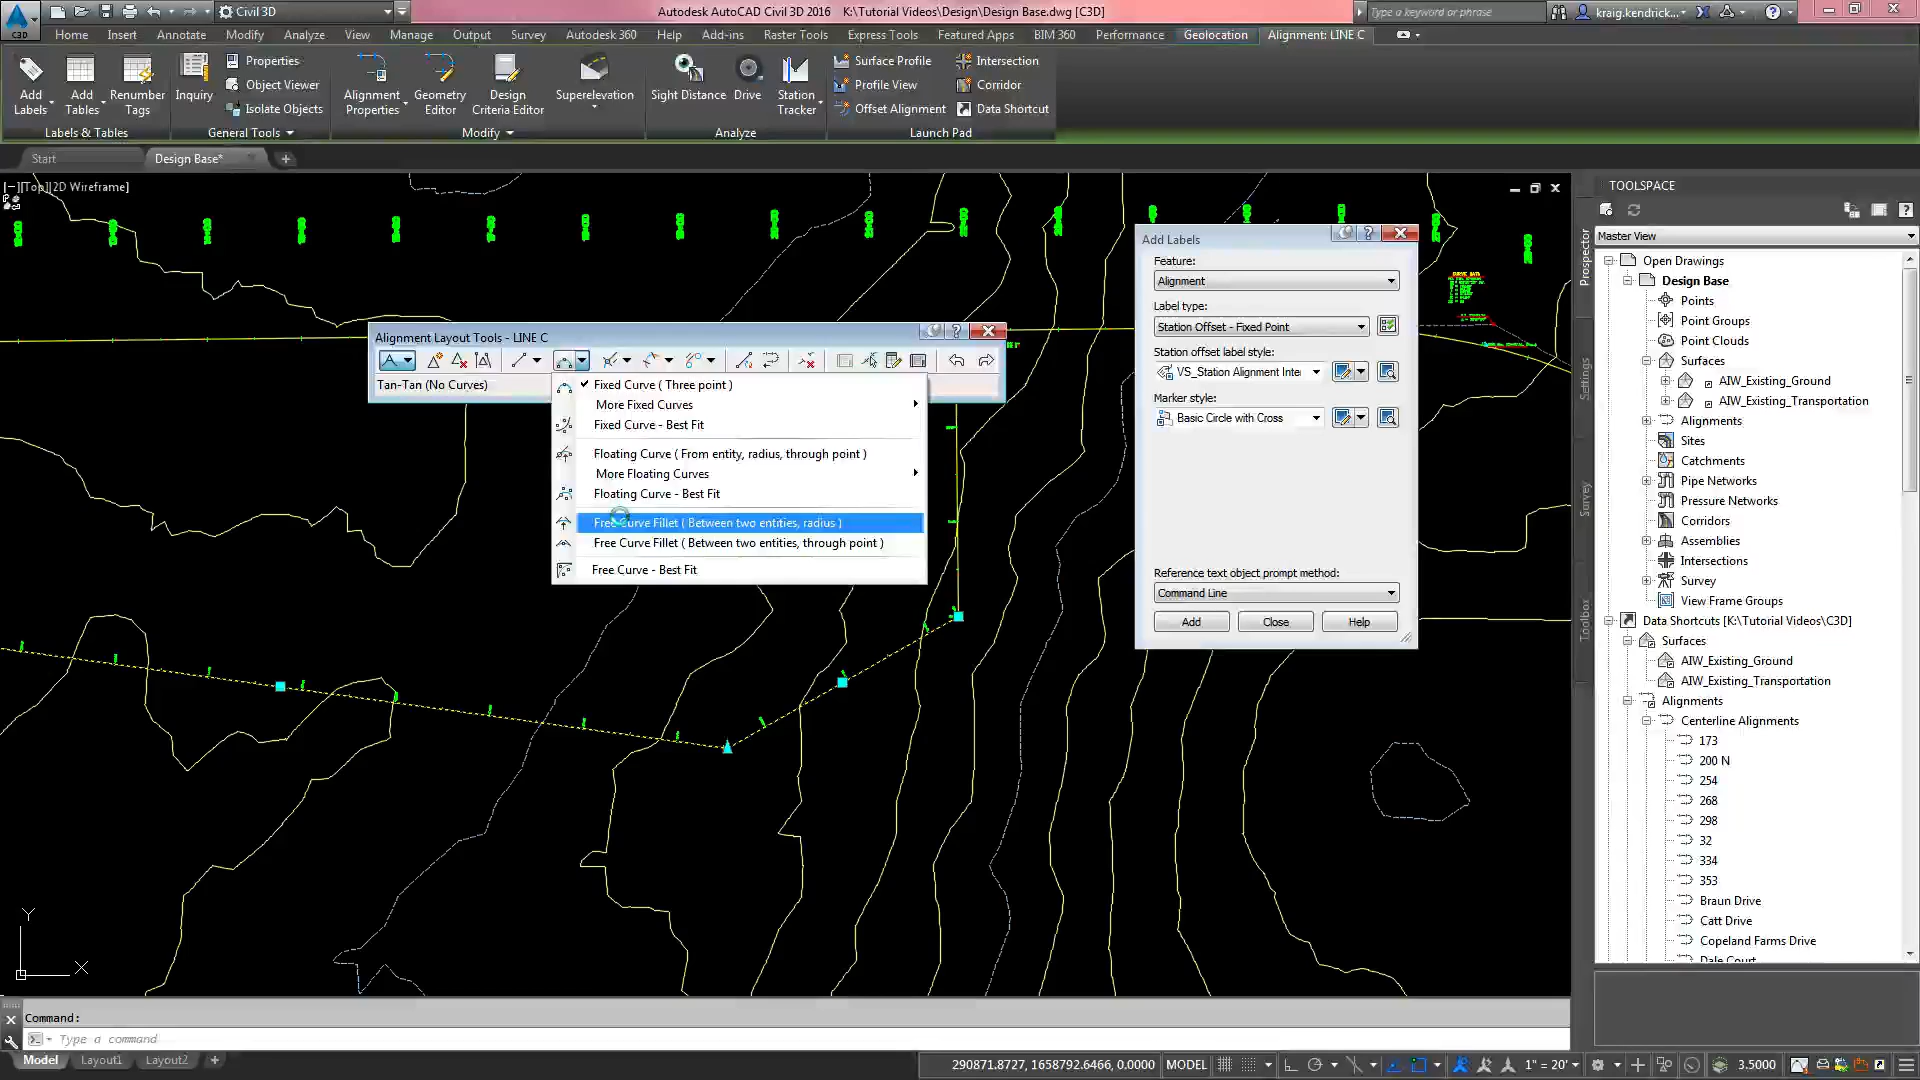 Civil 3D
Autodesk AutoCAD Civil 3D 2016 K:\Tutorial Videos\Design\Design Base.dwg [C3D]
Type a keyword or phrase
kraig.kendrick...
C3D
Home Insert Annotate Modify Analyze View Manage Output Survey Autodesk 360 Help Add-ins Raster Tools Express Tools Featured Apps BIM 360 Performance Geolocation Alignment: LINE C
Add Labels
Add Tables
Renumber Tags
Inquiry
Properties
Object Viewer
Isolate Objects
Alignment Properties
Geometry Editor
Design Criteria Editor
Superelevation
Sight Distance
Drive
Station Tracker
Surface Profile
Profile View
Offset Alignment
Intersection
Corridor
Data Shortcut
Labels & Tables
General Tools
Modify
Analyze
Launch Pad
Start
Design Base*
[−][Top][2D Wireframe]
Alignment Layout Tools - LINE C
Tan-Tan (No Curves)
Fixed Curve ( Three point )
More Fixed Curves
Fixed Curve - Best Fit
Floating Curve ( From entity, radius, through point )
More Floating Curves
Floating Curve - Best Fit
Free Curve Fillet ( Between two entities, radius )
Free Curve Fillet ( Between two entities, through point )
Free Curve - Best Fit
Add Labels
Feature:
Alignment
Label type:
Station Offset - Fixed Point
Station offset label style:
VS_Station Alignment Inte
Marker style:
Basic Circle with Cross
Reference text object prompt method:
Command Line
Add
Close
Help
TOOLSPACE
Master View
Prospector
Settings
Survey
Toolbox
Open Drawings
Design Base
Points
Point Groups
Point Clouds
Surfaces
AIW_Existing_Ground
AIW_Existing_Transportation
Alignments
Sites
Catchments
Pipe Networks
Pressure Networks
Corridors
Assemblies
Intersections
Survey
View Frame Groups
Data Shortcuts [K:\Tutorial Videos\C3D]
Surfaces
AIW_Existing_Ground
AIW_Existing_Transportation
Alignments
Centerline Alignments
173
200 N
254
268
298
32
334
353
Braun Drive
Catt Drive
Copeland Farms Drive
Dale Court
Y
X
Command:
Type a command
Model Layout1 Layout2 +
290871.8727, 1658792.6466, 0.0000 MODEL
1" = 20'
3.5000